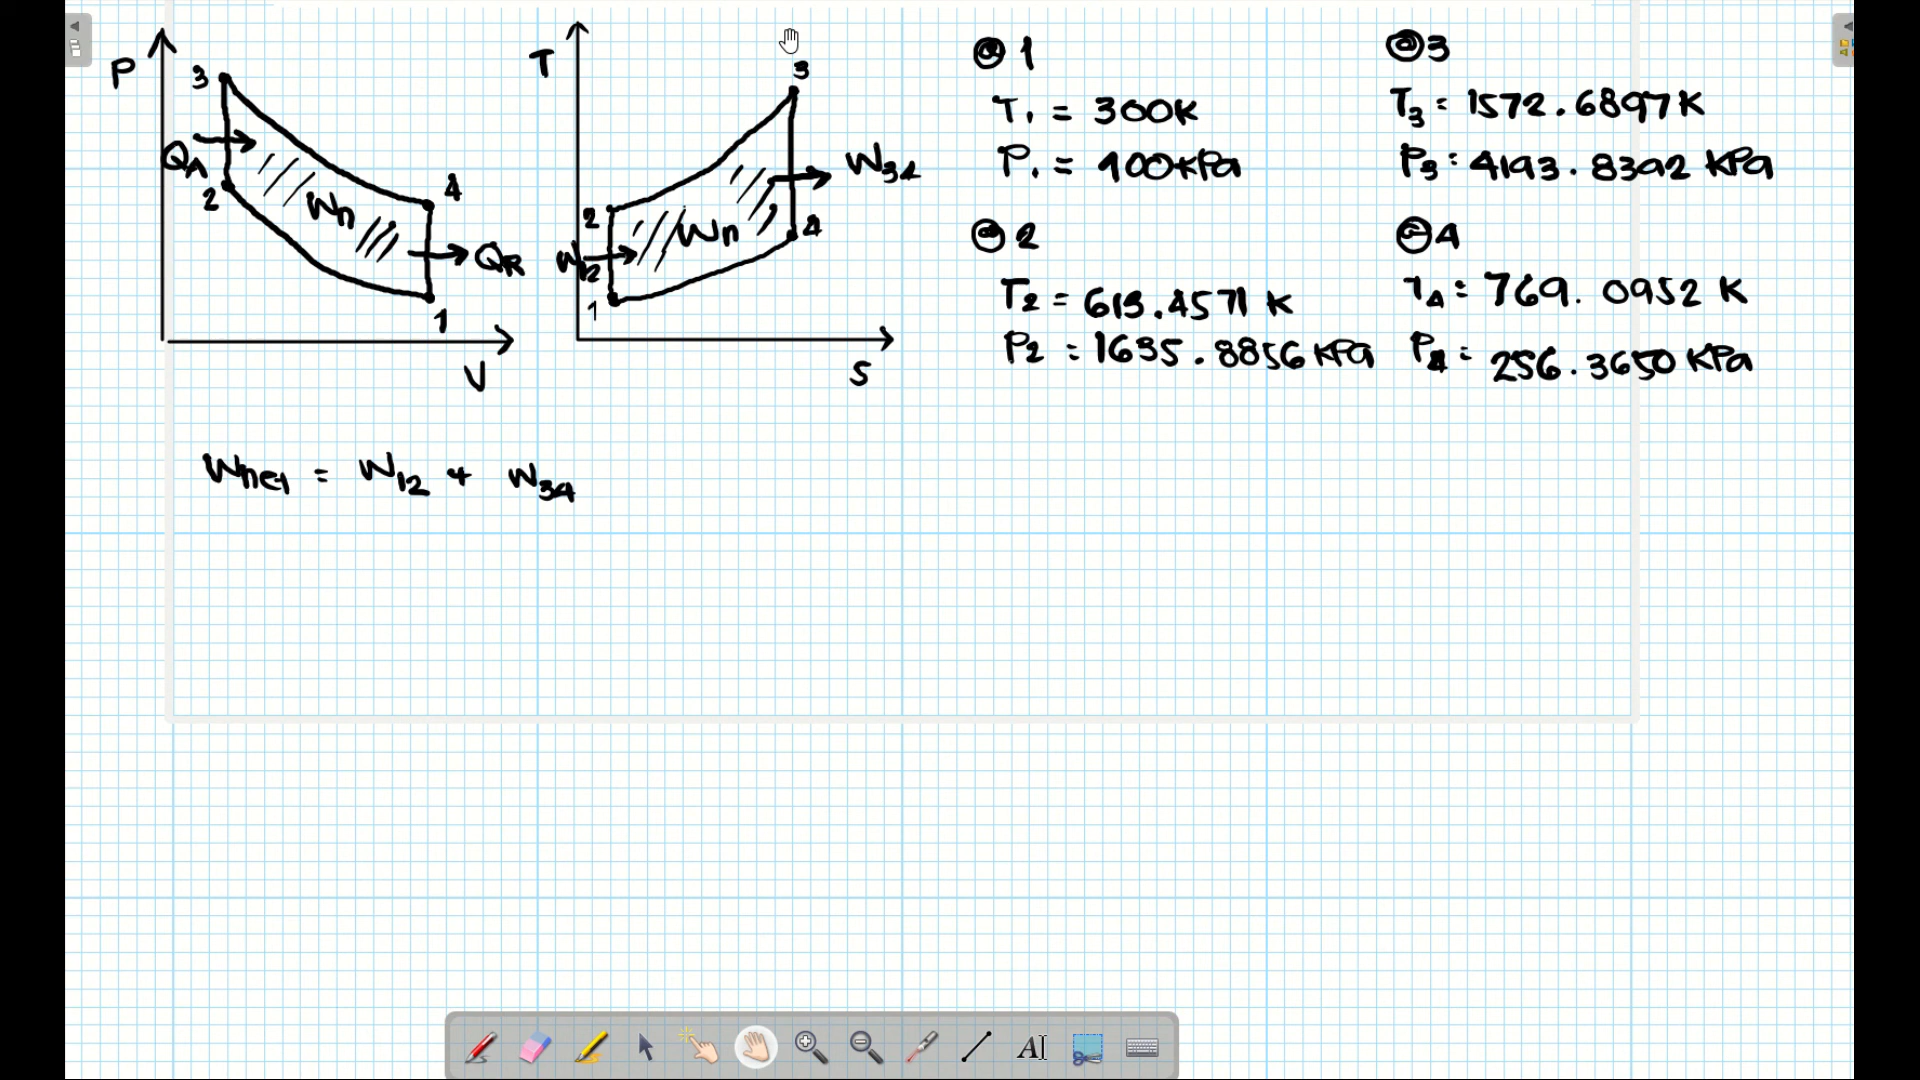 P
3
QA
2
Wn
4
QR
1
V
T
3
2
W34
Wn
4
W12
1
S
@ 1
T1 = 300K
P1 = 100KPa
@ 2
T2 = 613.4571 K
P2 = 1635.8856 KPa
@3
T3 = 1572.6897K
P3 = 4193.8392 KPa
@4
T4 = 769.0952 K
P4 = 256.3650 KPa
Wnet = W12 + W34
AI